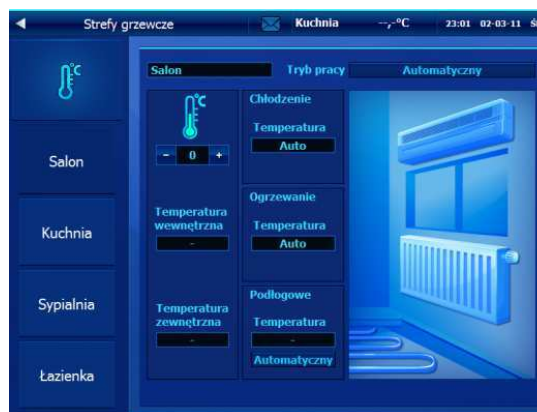 Strefy grzewcze
Kuchnia
--,-°C
23:01 02-03-11
°C
Salon
Kuchnia
Sypialnia
Łazienka
Salon
Tryb pracy
Automatyczny
°C
- 0 +
Temperatura
wewnętrzna
-
Temperatura
zewnętrzna
-
Chłodzenie
Temperatura
Auto
Ogrzewanie
Temperatura
Auto
Podłogowe
Temperatura
-
Automatyczny